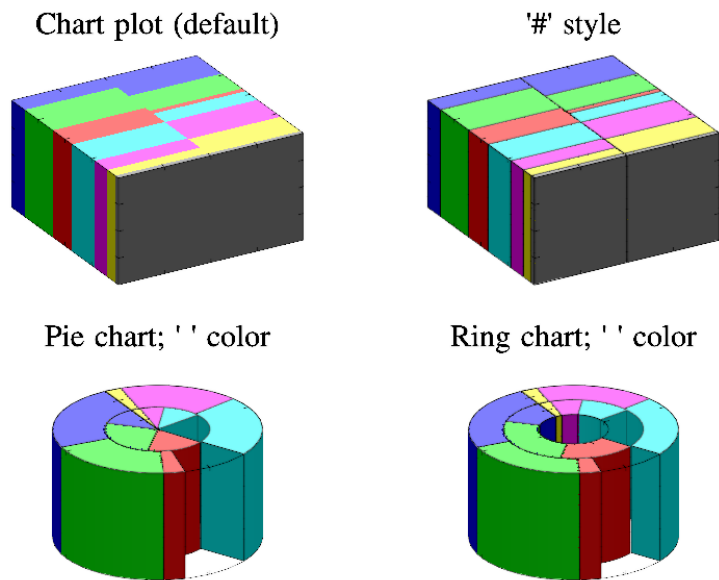 Chart plot (default)
'#' style
Pie chart; ' ' color
Ring chart; ' ' color